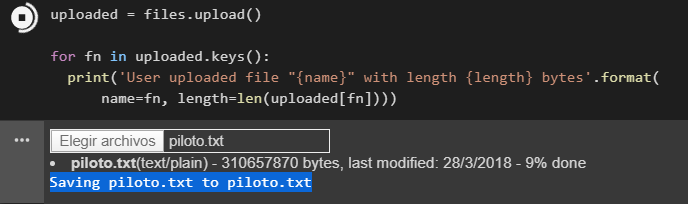 uploaded = files.upload()
for fn in uploaded.keys():
print('User uploaded file "{name}" with length {length} bytes'.format(
name=fn, length=len(uploaded[fn])))
Elegir archivos piloto.txt
piloto.txt(text/plain) - 310657870 bytes, last modified: 28/3/2018 - 9% done
Saving piloto.txt to piloto.txt